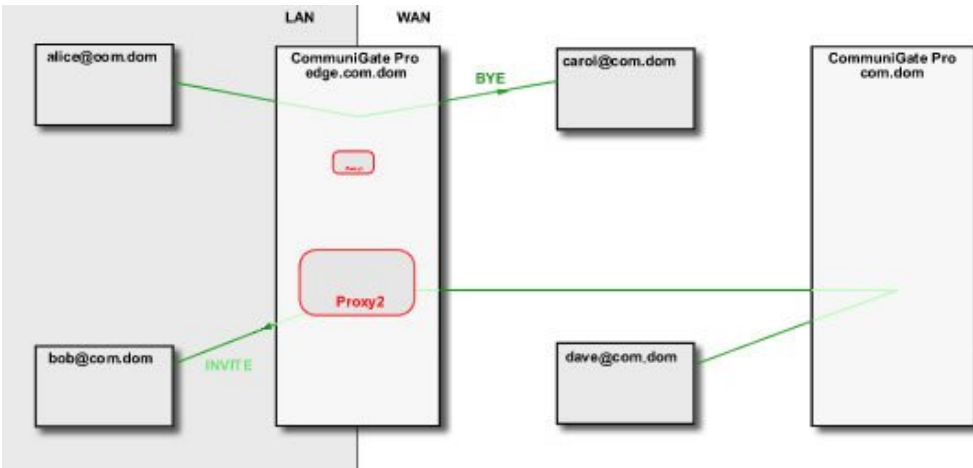 LAN
WAN
alice@com.dom
CommuniGate Pro
edge.com.dom
BYE
carol@com.dom
CommuniGate Pro
com.dom
Proxy2
bob@com.dom
INVITE
dave@com.dom